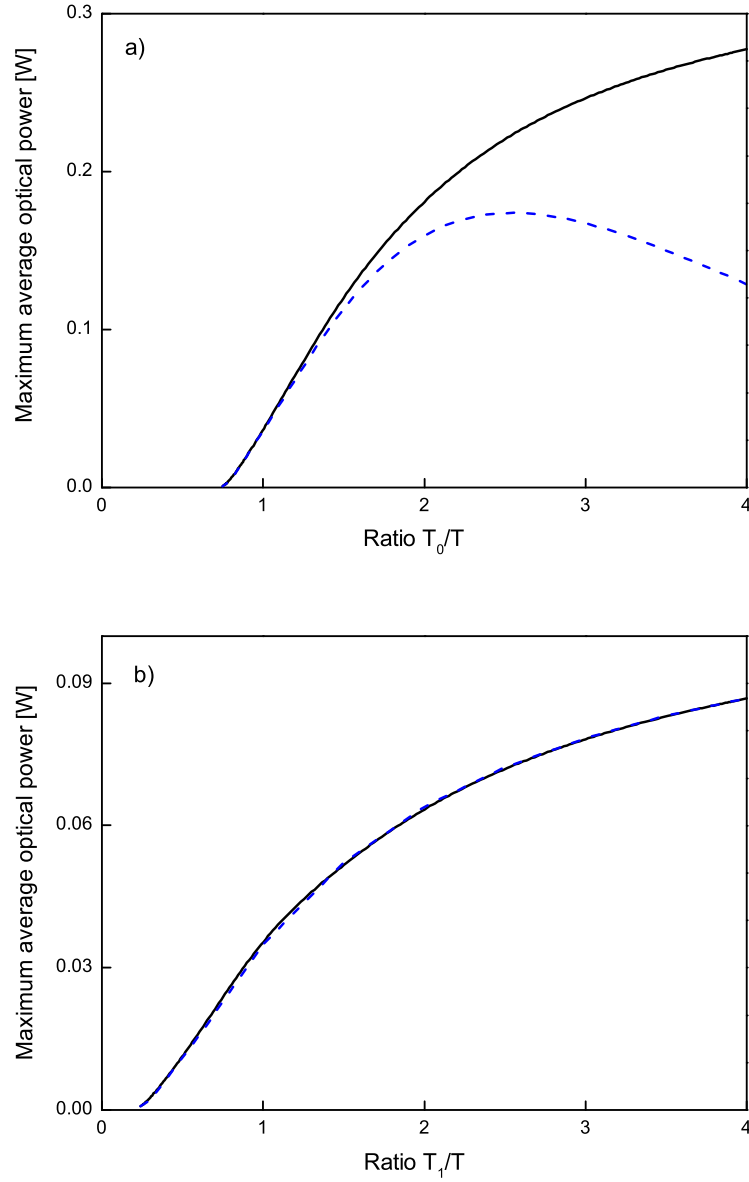 a)
Maximum average optical power [W]
0.3
0.2
0.1
0.0
0 1 2 3 4
Ratio T₀/T
b)
Maximum average optical power [W]
0.09
0.06
0.03
0.00
0 1 2 3 4
Ratio T₁/T